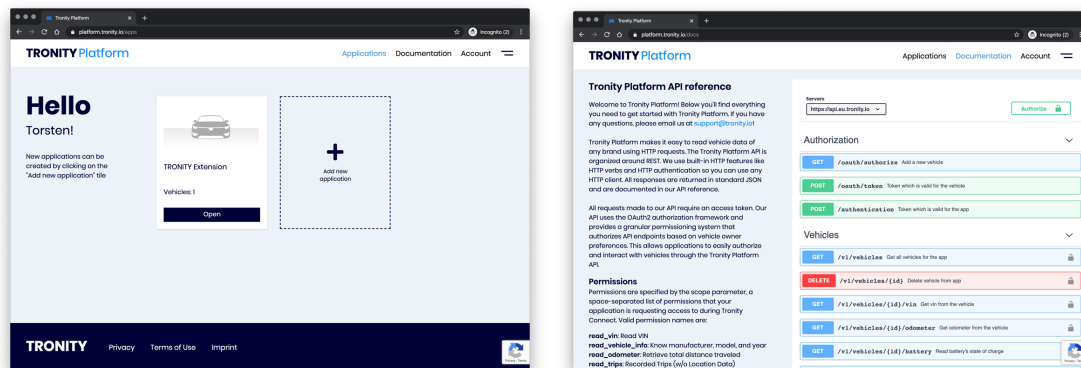 Tronity Platform
platform.tronity.io/apps
Incognito (2)
TRONITY Platform
Applications Documentation Account
Hello
Torsten!
New applications can be
created by clicking on the
"Add new application" tile
TRONITY Extension
Vehicles: 1
Open
Add new
application
TRONITY Privacy Terms of Use Imprint
Privacy - Terms
Tronity Platform
platform.tronity.io/docs
Incognito (2)
TRONITY Platform
Applications Documentation Account
Tronity Platform API reference
Welcome to Tronity Platform! Below you'll find everything
you need to get started with Tronity Platform. If you have
any questions, please email us at support@tronity.io!
Tronity Platform makes it easy to read vehicle data of
any brand using HTTP requests. The Tronity Platform API is
organized around REST. We use built-in HTTP features like
HTTP verbs and HTTP authentication so you can use any
HTTP client. All responses are returned in standard JSON
and are documented in our API reference.
All requests made to our API require an access token. Our
API uses the OAuth2 authorization framework and
provides a granular permissioning system that
authorizes API endpoints based on vehicle owner
preferences. This allows applications to easily authorize
and interact with vehicles through the Tronity Platform
API.
Permissions
Permissions are specified by the scope parameter, a
space-separated list of permissions that your
application is requesting access to during Tronity
Connect. Valid permission names are:
read_vin: Read VIN
read_vehicle_info: Know manufacturer, model, and year
read_odometer: Retrieve total distance traveled
read_trips: Recorded Trips (w/o Location Data)
Servers
https://api.eu.tronity.io
Authorize
Authorization
GET /oauth/authorize Add a new vehicle
POST /oauth/token Token which is valid for the vehicle
POST /authentication Token which is valid for the app
Vehicles
GET /v1/vehicles Get all vehicles for the app
DELETE /v1/vehicles/{id} Delete vehicle from app
GET /v1/vehicles/{id}/vin Get vin from the vehicle
GET /v1/vehicles/{id}/odometer Get odometer from the vehicle
GET /v1/vehicles/{id}/battery Read battery's state of charge